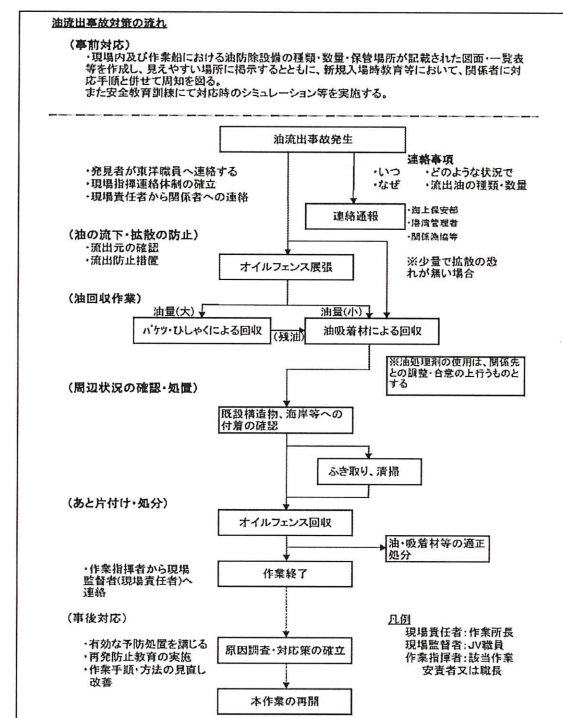 油流出事故対策の流れ
(事前対応)
・現場内及び作業船における油防除設備の種類・数量・保管場所が記載された図面・一覧表
等を作成し、見えやすい場所に掲示するとともに、新規入場時教育等において、関係者に対
応手順と併せて周知を図る。
また安全教育訓練にて対応時のシミュレーション等を実施する。
油流出事故発生
・発見者が東洋職員へ連絡する
・現場指揮連絡体制の確立
・現場責任者から関係者への連絡
連絡事項
・いつ ・どのような状況で
・なぜ ・流出油の種類・数量
連絡通報
・海上保安部
・港湾管理者
・関係漁協等
(油の流下・拡散の防止)
・流出元の確認
・流出防止措置
オイルフェンス展張
※少量で拡散の恐
れが無い場合
(油回収作業)
油量(大) 油量(小)
バケツ・ひしゃくによる回収
(残油)
油吸着材による回収
※油処理剤の使用は、関係先
との調整・合意の上行うものと
する
(周辺状況の確認・処置)
既設構造物、海岸等への
付着の確認
ふき取り、清掃
(あと片付け・処分)
オイルフェンス回収
油・吸着材等の適正
処分
・作業指揮者から現場
監督者(現場責任者)へ
連絡
作業終了
(事後対応)
・有効な予防処置を講じる
・再発防止教育の実施
・作業手順・方法の見直し
改善
原因調査・対応策の確立
本作業の再開
凡例
現場責任者:作業所長
現場監督者:JV職員
作業指揮者:該当作業
安責者又は職長